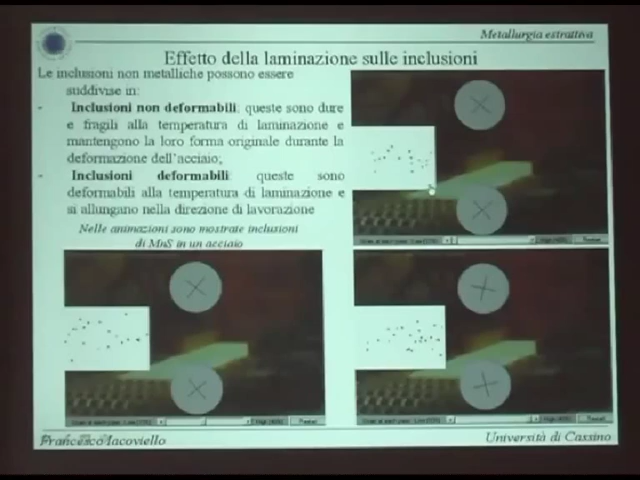 Metallurgia estrattiva
Effetto della laminazione sulle inclusioni
Le inclusioni non metalliche possono essere
suddivise in:
- Inclusioni non deformabili: queste sono dure
e fragili alla temperatura di laminazione e
mantengono la loro forma originale durante la
deformazione dell'acciaio;
- Inclusioni deformabili: queste sono
deformabili alla temperatura di laminazione e
si allungano nella direzione di lavorazione
Nelle animazioni sono mostrate inclusioni
di MnS in un acciaio
Francesco Iacoviello
Università di Cassino